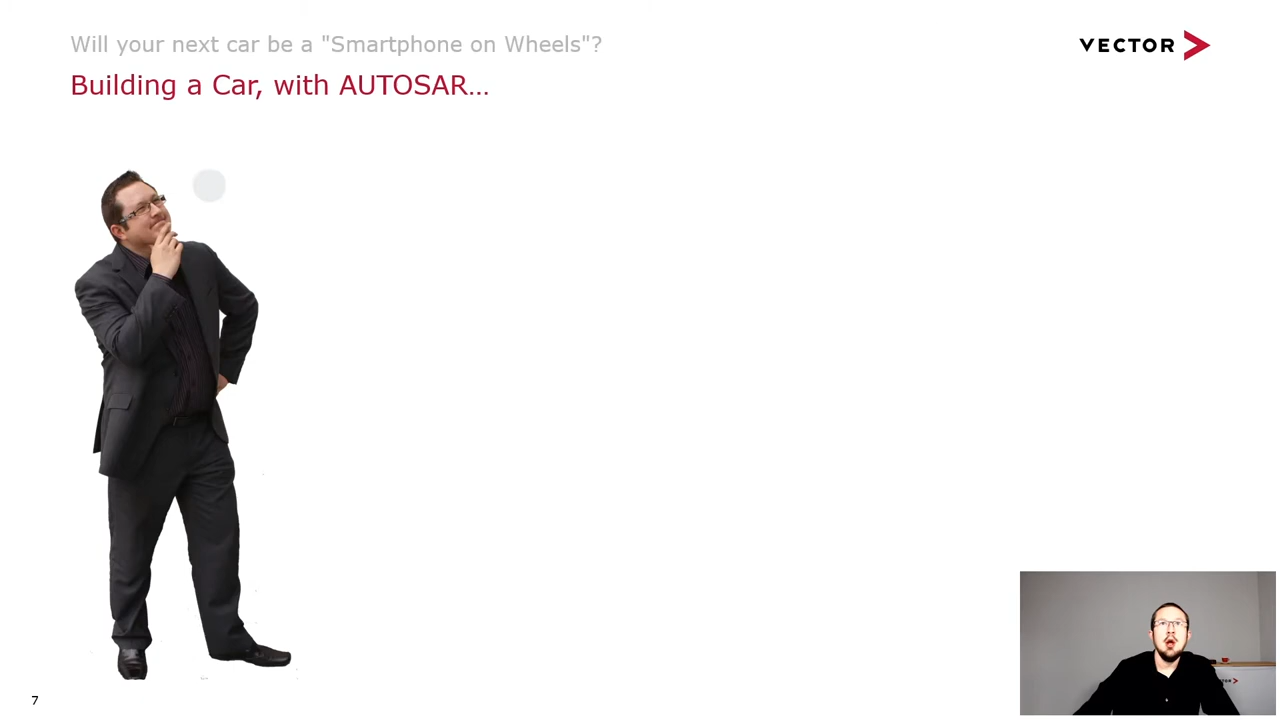 Will your next car be a "Smartphone on Wheels"?
VECTOR
Building a Car, with AUTOSAR…
7